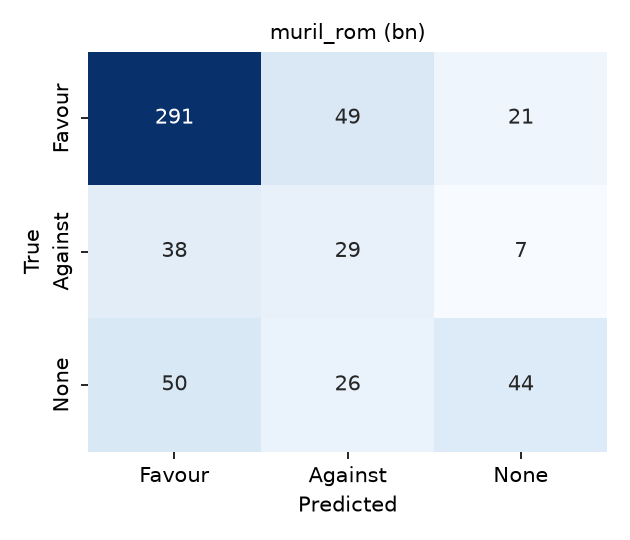 muril_rom (bn)
Favour
291
49
21
True
Against
38
29
7
None
50
26
44
Favour
Against
None
Predicted